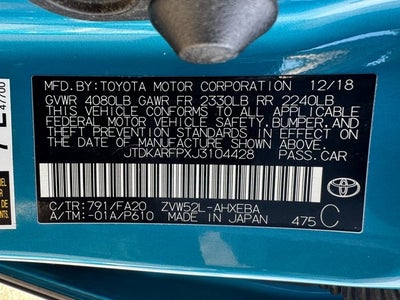 MFD. BY: TOYOTA MOTOR CORPORATION 12/18
GVWR 4080LB GAWR FR 2330LB RR 2240LB
THIS VEHICLE CONFORMS TO ALL APPLICABLE
FEDERAL MOTOR VEHICLE SAFETY, BUMPER, AND
THEFT PREVENTION STANDARDS IN EFFECT ON
THE DATE OF MANUFACTURE SHOWN ABOVE.
JTDKARFPXJ3104428 PASS.CAR
C/TR: 791/FA20 ZVW52L-AHXEBA
A/TM: -01A/P610 MADE IN JAPAN 475 C
TOYOTA
47700